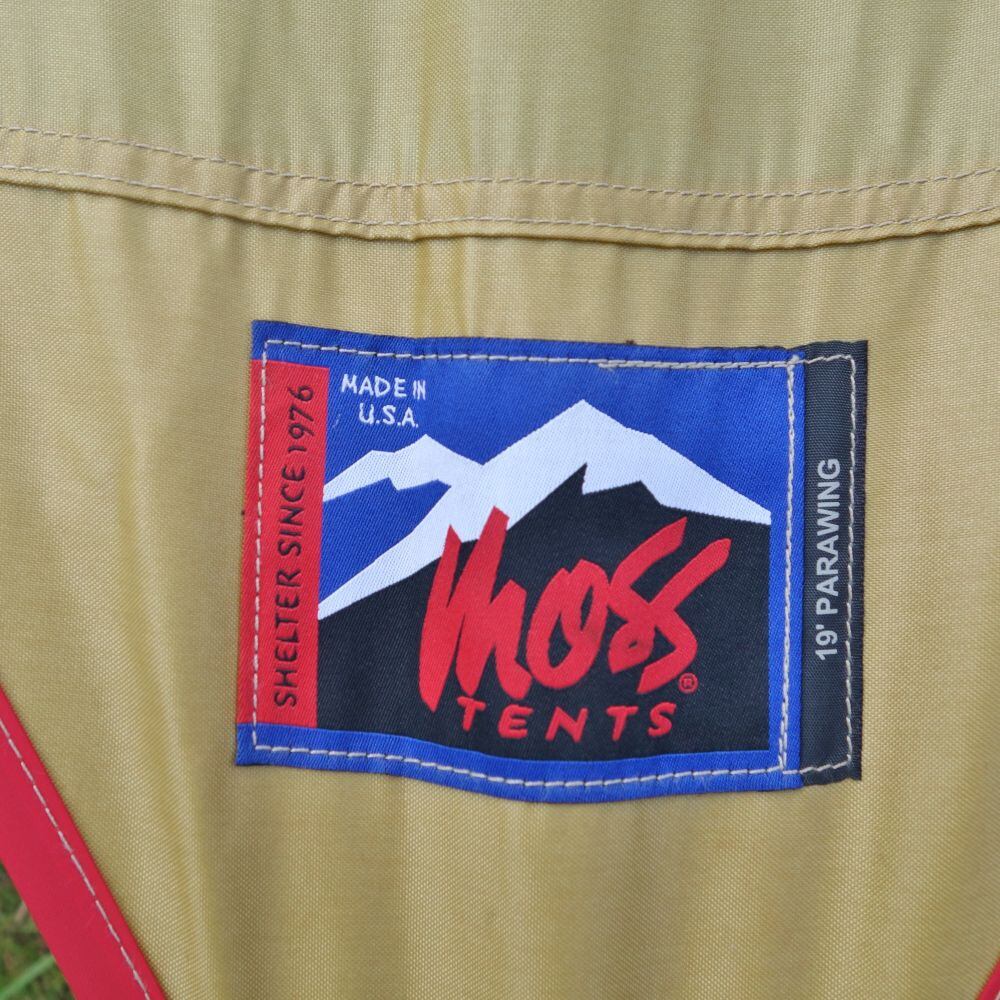 SHELTER SINCE 1976
MADE IN
U.S.A.
moss
TENTS
®
19' PARAWING